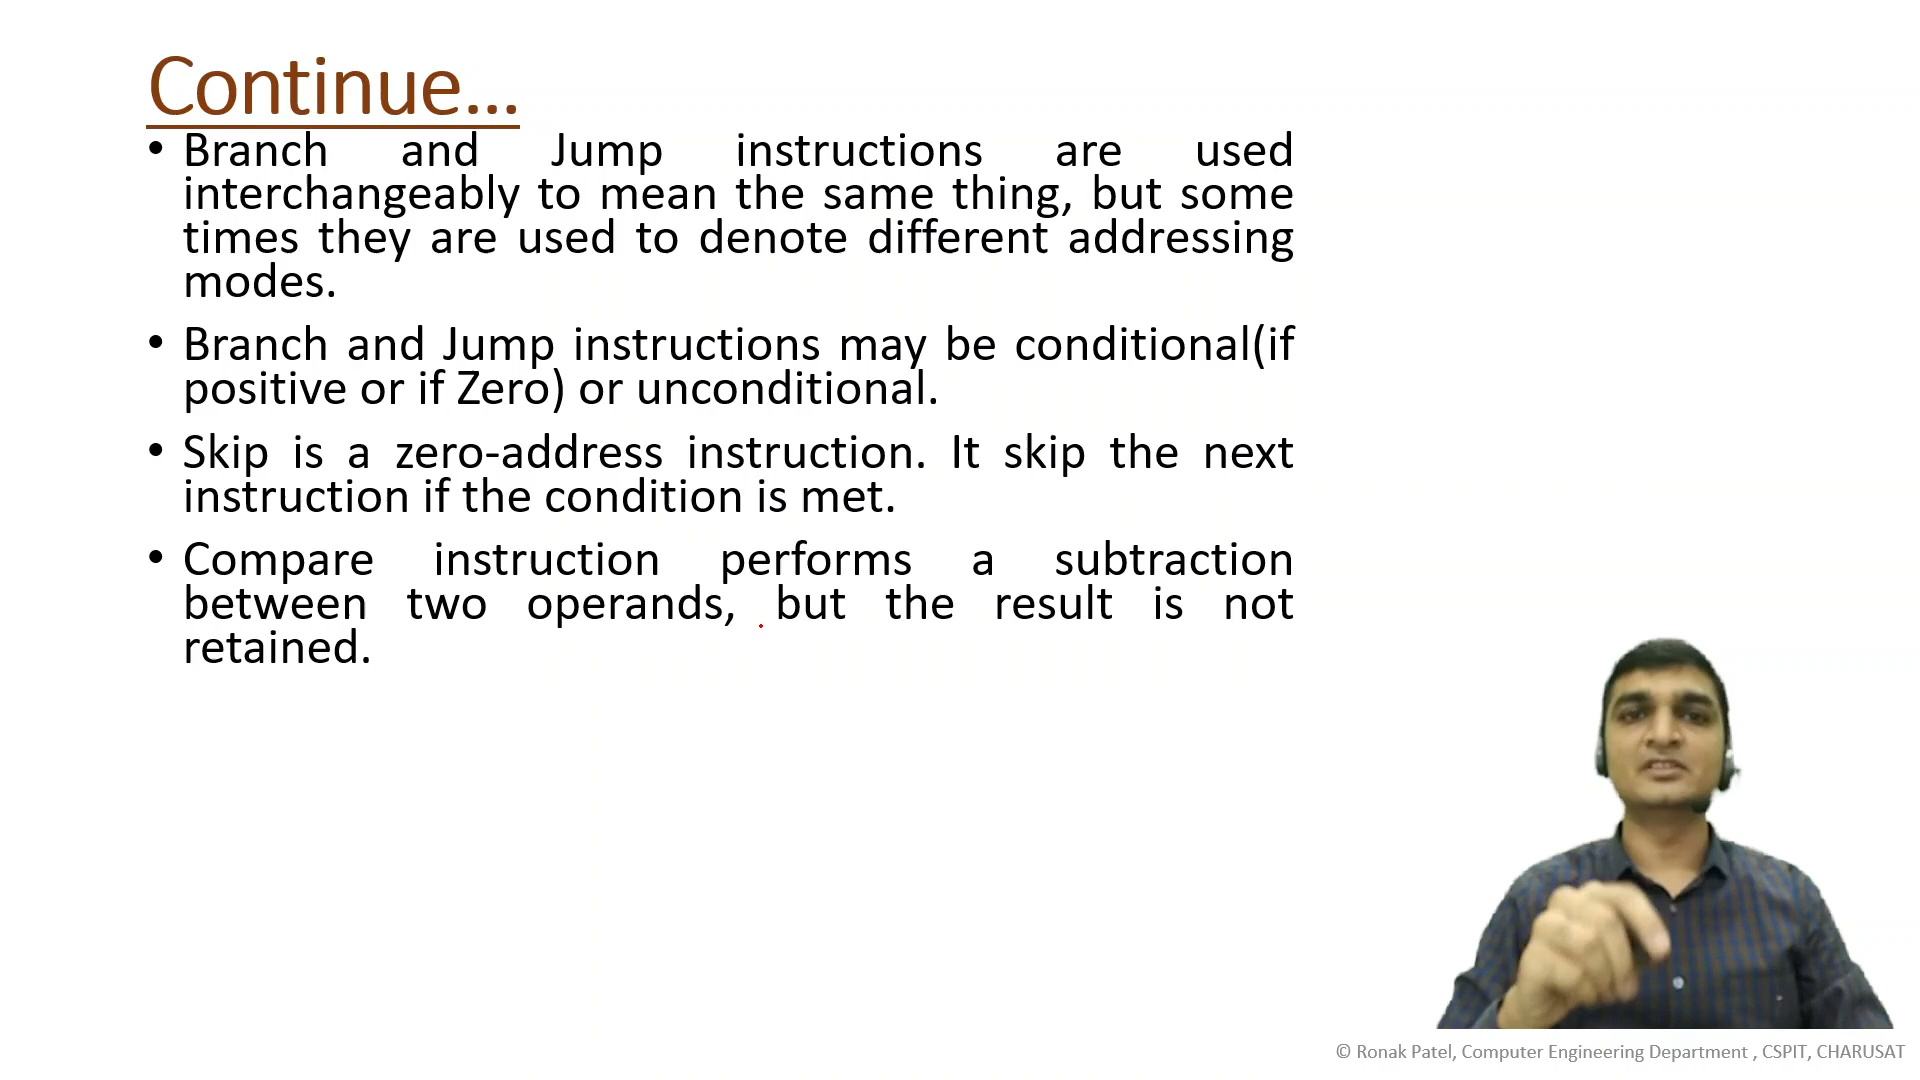 Continue...
• Branch and Jump instructions are used
interchangeably to mean the same thing, but some
times they are used to denote different addressing
modes.
• Branch and Jump instructions may be conditional(if
positive or if Zero) or unconditional.
• Skip is a zero-address instruction. It skip the next
instruction if the condition is met.
• Compare instruction performs a subtraction
between two operands, but the result is not
retained.
© Ronak Patel, Computer Engineering Department , CSPIT, CHARUSAT